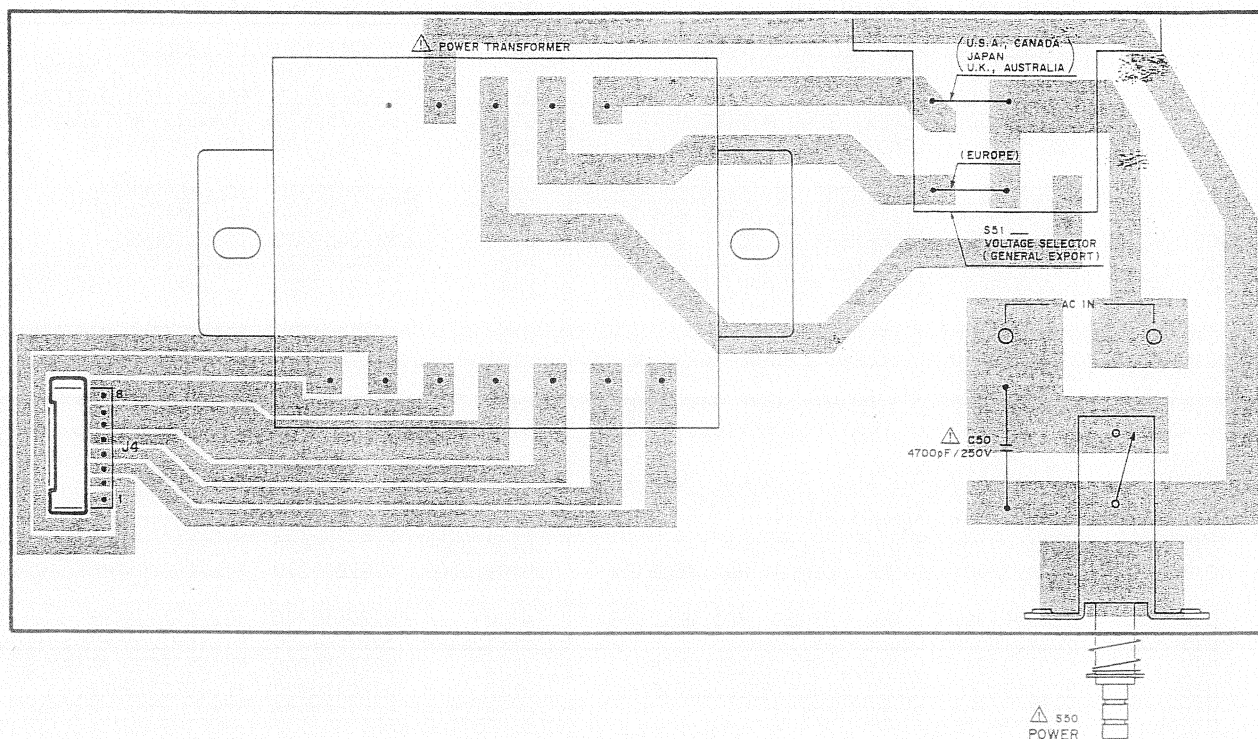 ⚠ POWER TRANSFORMER
(U.S.A., CANADA
JAPAN
U.K., AUSTRALIA)
(EUROPE)
S51
VOLTAGE SELECTOR
(GENERAL EXPORT)
AC IN
8
J4
1
⚠ C50
4700pF/250V
⚠ S50
POWER